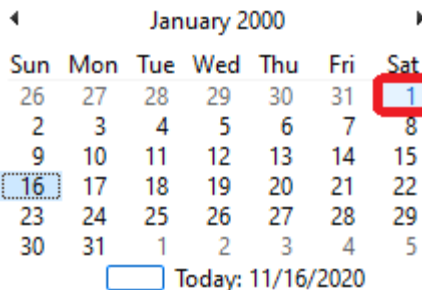 January 2000
Sun Mon Tue Wed Thu Fri Sat
26 27 28 29 30 31 1
2 3 4 5 6 7 8
9 10 11 12 13 14 15
16 17 18 19 20 21 22
23 24 25 26 27 28 29
30 31 1 2 3 4 5
Today: 11/16/2020